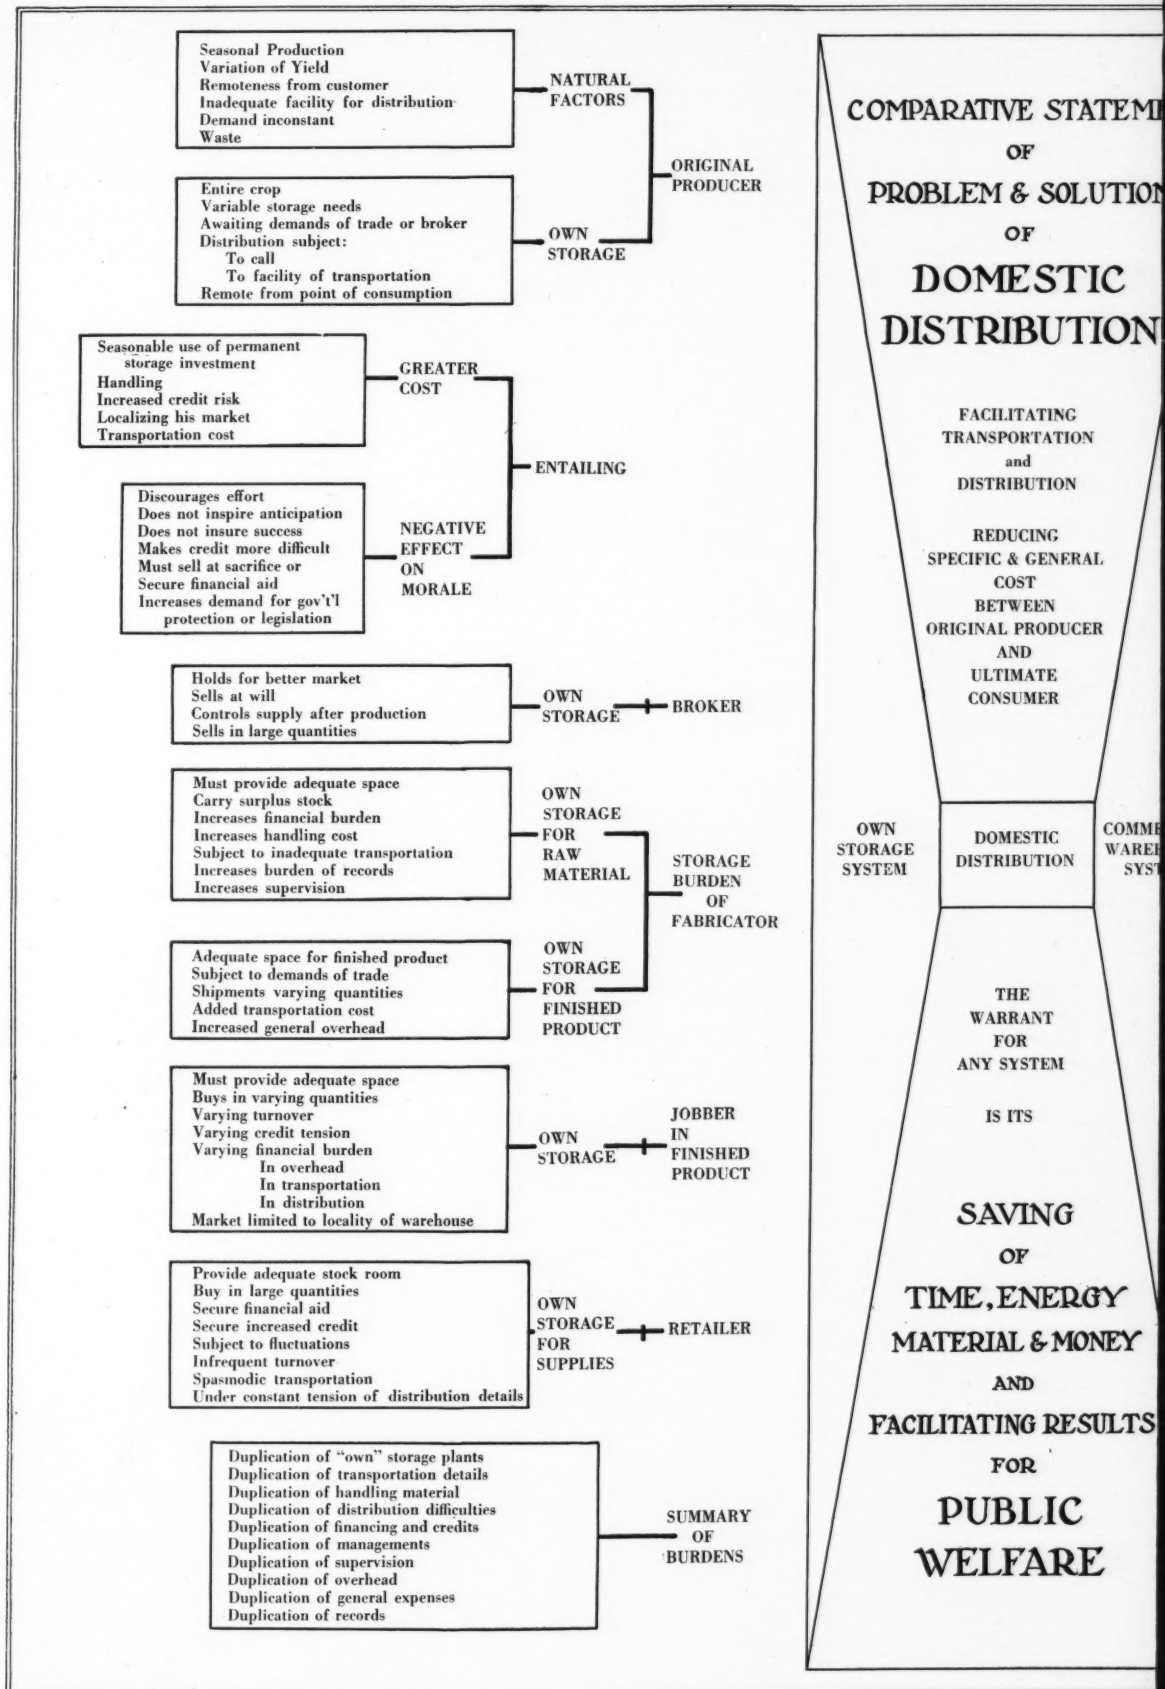 Seasonal Production
Variation of Yield
Remoteness from customer
Inadequate facility for distribution
Demand inconstant
Waste
NATURAL
FACTORS
Entire crop
Variable storage needs
Awaiting demands of trade or broker
Distribution subject:
To call
To facility of transportation
Remote from point of consumption
OWN
STORAGE
ORIGINAL
PRODUCER
Seasonable use of permanent
storage investment
Handling
Increased credit risk
Localizing his market
Transportation cost
GREATER
COST
Discourages effort
Does not inspire anticipation
Does not insure success
Makes credit more difficult
Must sell at sacrifice or
Secure financial aid
Increases demand for gov't'l
protection or legislation
NEGATIVE
EFFECT
ON
MORALE
ENTAILING
Holds for better market
Sells at will
Controls supply after production
Sells in large quantities
OWN
STORAGE
BROKER
Must provide adequate space
Carry surplus stock
Increases financial burden
Increases handling cost
Subject to inadequate transportation
Increases burden of records
Increases supervision
OWN
STORAGE
FOR
RAW
MATERIAL
Adequate space for finished product
Subject to demands of trade
Shipments varying quantities
Added transportation cost
Increased general overhead
OWN
STORAGE
FOR
FINISHED
PRODUCT
STORAGE
BURDEN
OF
FABRICATOR
Must provide adequate space
Buys in varying quantities
Varying turnover
Varying credit tension
Varying financial burden
In overhead
In transportation
In distribution
Market limited to locality of warehouse
OWN
STORAGE
JOBBER
IN
FINISHED
PRODUCT
Provide adequate stock room
Buy in large quantities
Secure financial aid
Secure increased credit
Subject to fluctuations
Infrequent turnover
Spasmodic transportation
Under constant tension of distribution details
OWN
STORAGE
FOR
SUPPLIES
RETAILER
Duplication of "own" storage plants
Duplication of transportation details
Duplication of handling material
Duplication of distribution difficulties
Duplication of financing and credits
Duplication of managements
Duplication of supervision
Duplication of overhead
Duplication of general expenses
Duplication of records
SUMMARY
OF
BURDENS
COMPARATIVE STATEME
OF
PROBLEM & SOLUTION
OF
DOMESTIC
DISTRIBUTION
FACILITATING
TRANSPORTATION
and
DISTRIBUTION
REDUCING
SPECIFIC & GENERAL
COST
BETWEEN
ORIGINAL PRODUCER
AND
ULTIMATE
CONSUMER
OWN
STORAGE
SYSTEM
DOMESTIC
DISTRIBUTION
COMME
WAREH
SYST
THE
WARRANT
FOR
ANY SYSTEM
IS ITS
SAVING
OF
TIME, ENERGY
MATERIAL & MONEY
AND
FACILITATING RESULTS
FOR
PUBLIC
WELFARE